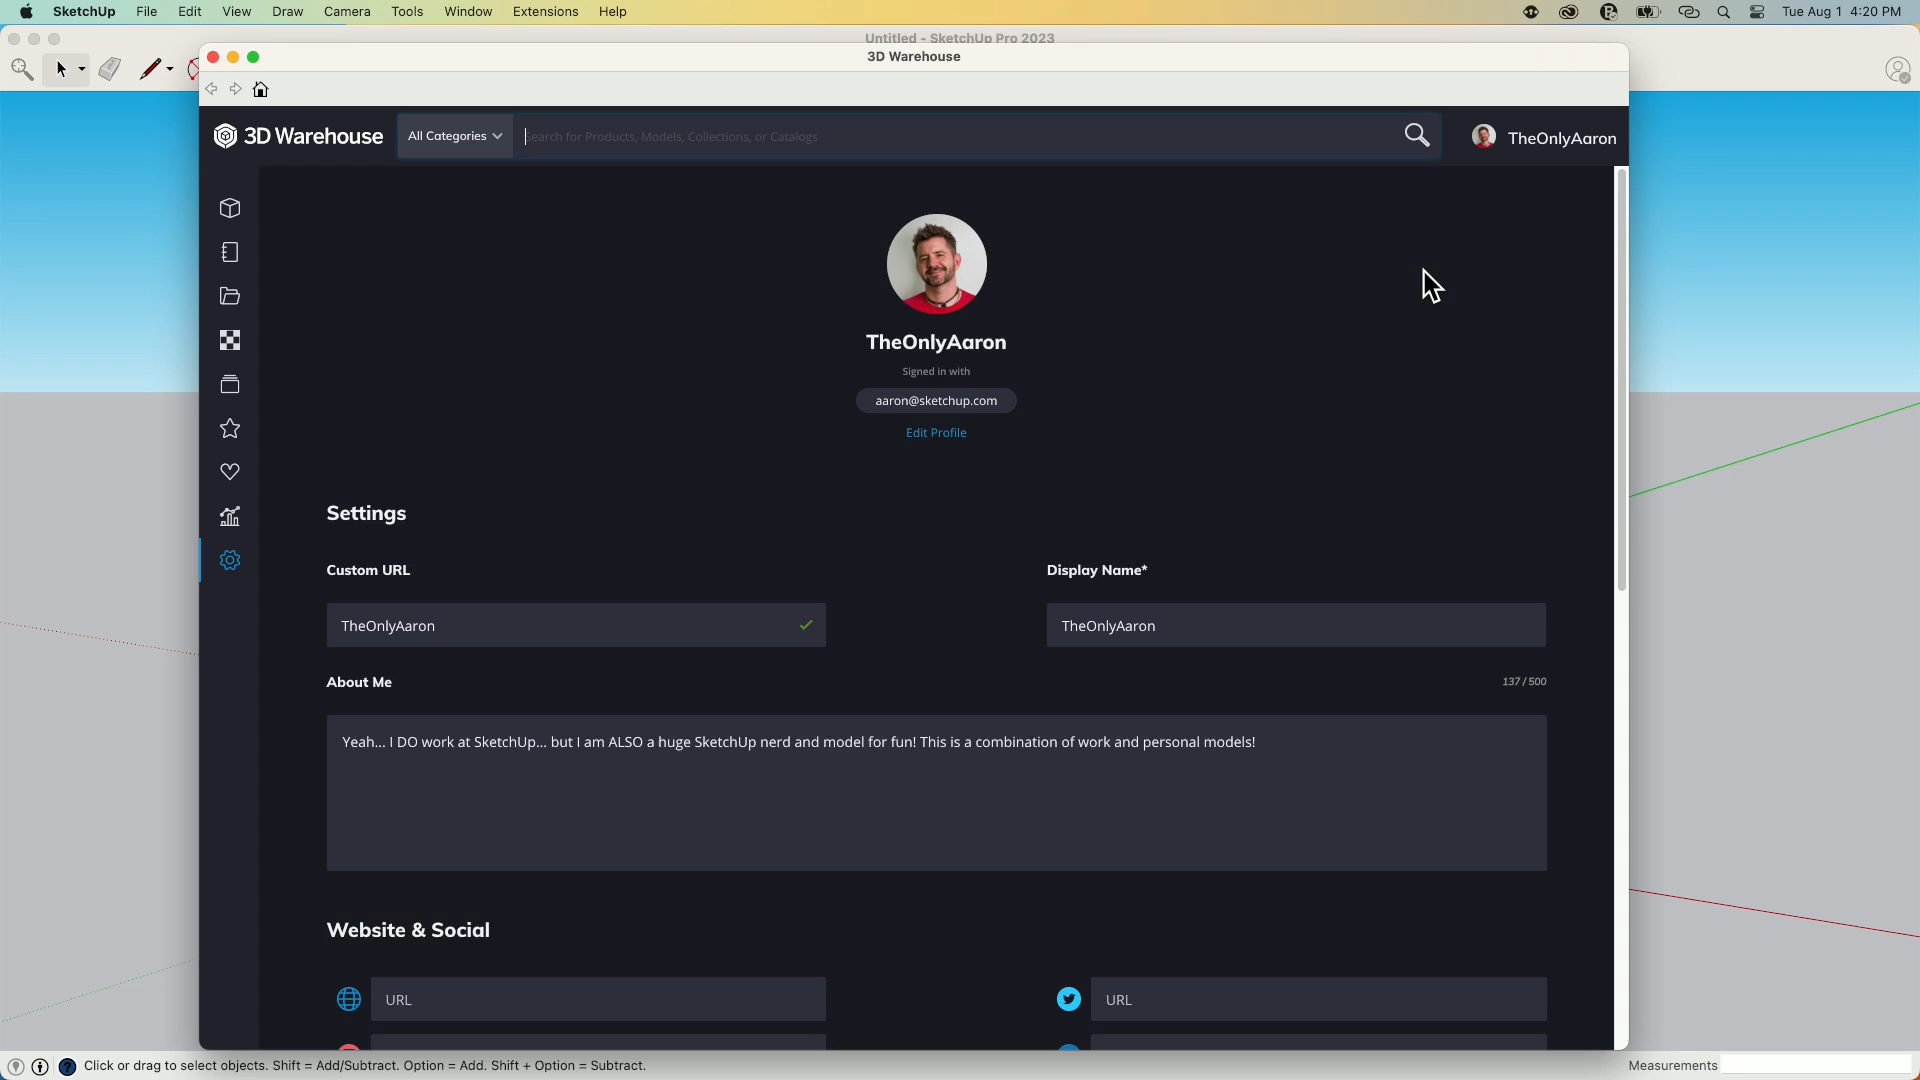 SketchUp File Edit View Draw Camera Tools Window Extensions Help Tue Aug 1 4:20 PM
Untitled - SketchUp Pro 2023
3D Warehouse
3D Warehouse All Categories Search for Products, Models, Collections, or Catalogs TheOnlyAaron
TheOnlyAaron
Signed in with
aaron@sketchup.com
Edit Profile
Settings
Custom URL Display Name*
TheOnlyAaron TheOnlyAaron
About Me 137 / 500
Yeah... I DO work at SketchUp... but I am ALSO a huge SketchUp nerd and model for fun! This is a combination of work and personal models!
Website & Social
URL URL
Click or drag to select objects. Shift = Add/Subtract. Option = Add. Shift + Option = Subtract. Measurements